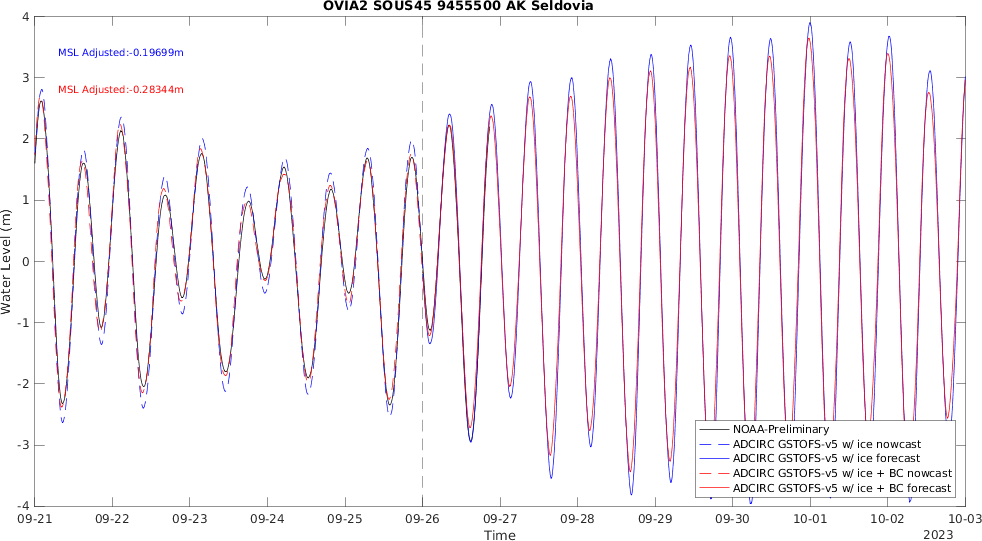 OVIA2 SOUS45 9455500 AK Seldovia
MSL Adjusted:-0.19699m
MSL Adjusted:-0.28344m
Water Level (m)
4
3
2
1
0
-1
-2
-3
-4
NOAA-Preliminary
ADCIRC GSTOFS-v5 w/ ice nowcast
ADCIRC GSTOFS-v5 w/ ice forecast
ADCIRC GSTOFS-v5 w/ ice + BC nowcast
ADCIRC GSTOFS-v5 w/ ice + BC forecast
09-21 09-22 09-23 09-24 09-25 09-26 09-27 09-28 09-29 09-30 10-01 10-02 10-03
Time
2023